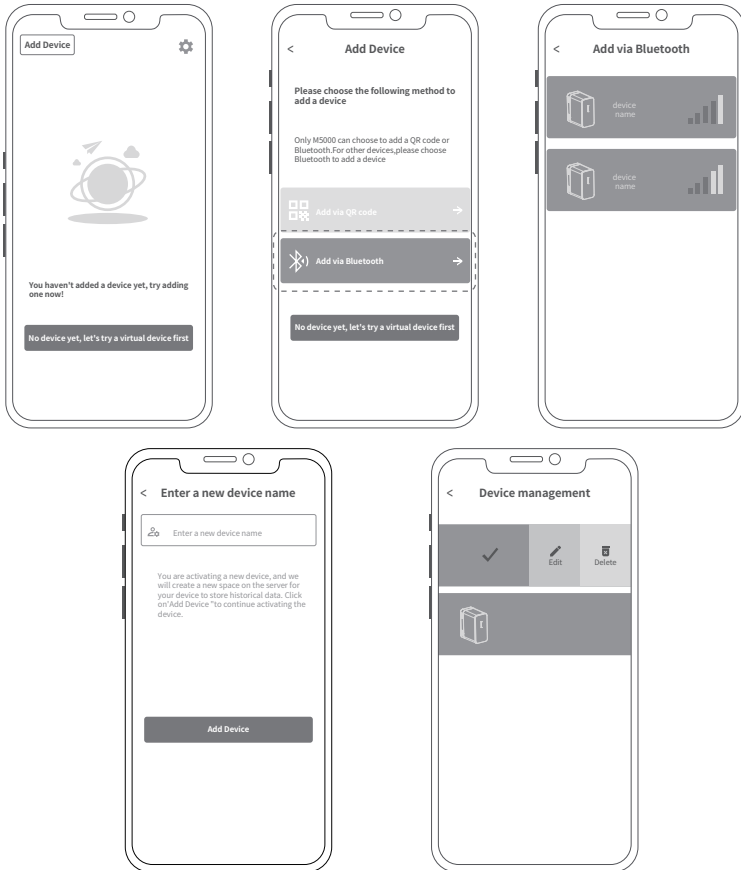 Add Device
You haven't added a device yet, try adding
one now!
No device yet, let's try a virtual device first
< Add Device
Please choose the following method to
add a device
Only M5000 can choose to add a QR code or
Bluetooth.For other devices,please choose
Bluetooth to add a device
Add via QR code
Add via Bluetooth
No device yet, let's try a virtual device first
< Add via Bluetooth
device
name
device
name
< Enter a new device name
Enter a new device name
You are activating a new device, and we
will create a new space on the server for
your device to store historical data. Click
on'Add Device "to continue activating the
device.
Add Device
< Device management
Edit
Delete